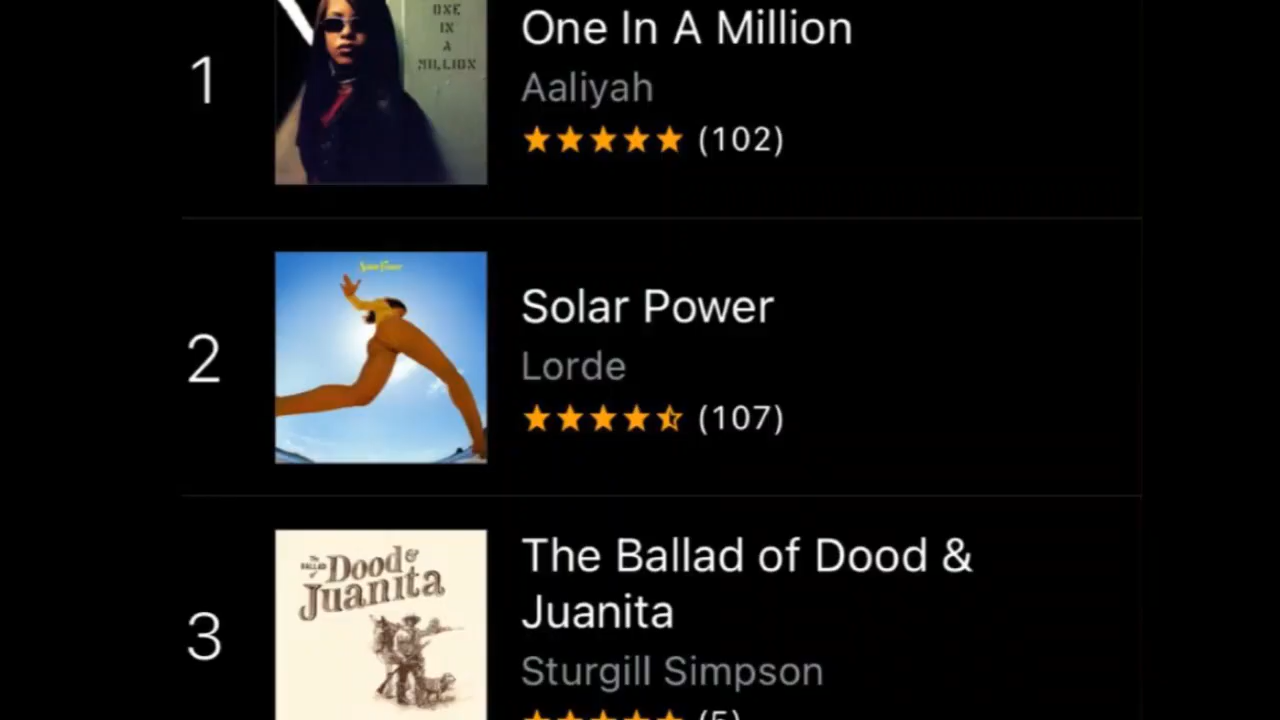 1
ONE
IN
A
MILLION
One In A Million
Aaliyah
(102)
2
Solar Power
Solar Power
Lorde
(107)
3
The
BALLAD
of
Dood &
Juanita
The Ballad of Dood &
Juanita
Sturgill Simpson
(5)